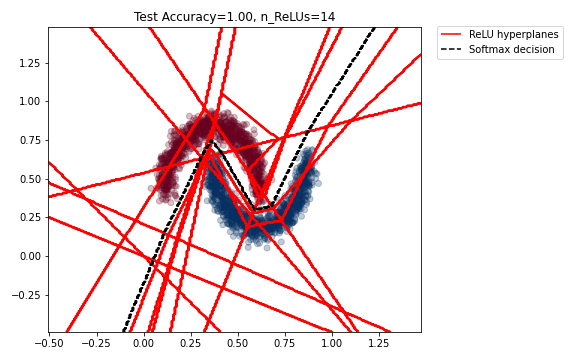 Test Accuracy=1.00, n_ReLUs=14
ReLU hyperplanes
Softmax decision
1.25
1.00
0.75
0.50
0.25
0.00
−0.25
−0.50 −0.25 0.00 0.25 0.50 0.75 1.00 1.25